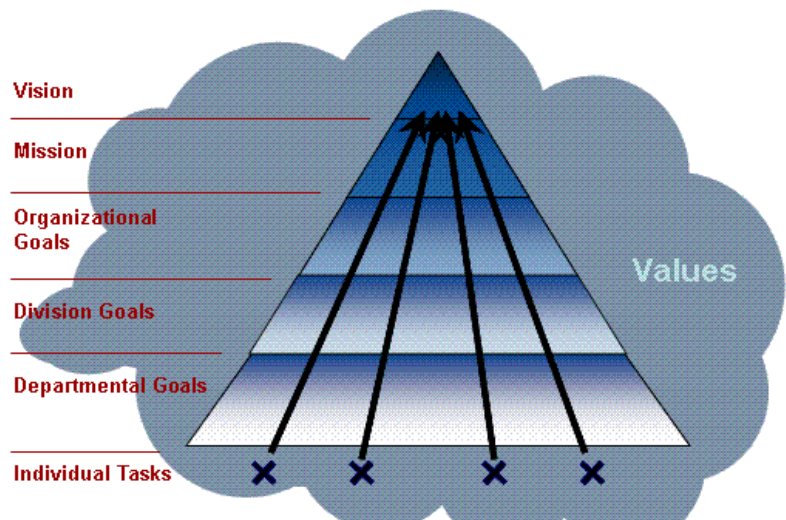 Vision
Mission
Organizational
Goals
Values
Division Goals
Departmental Goals
Individual Tasks